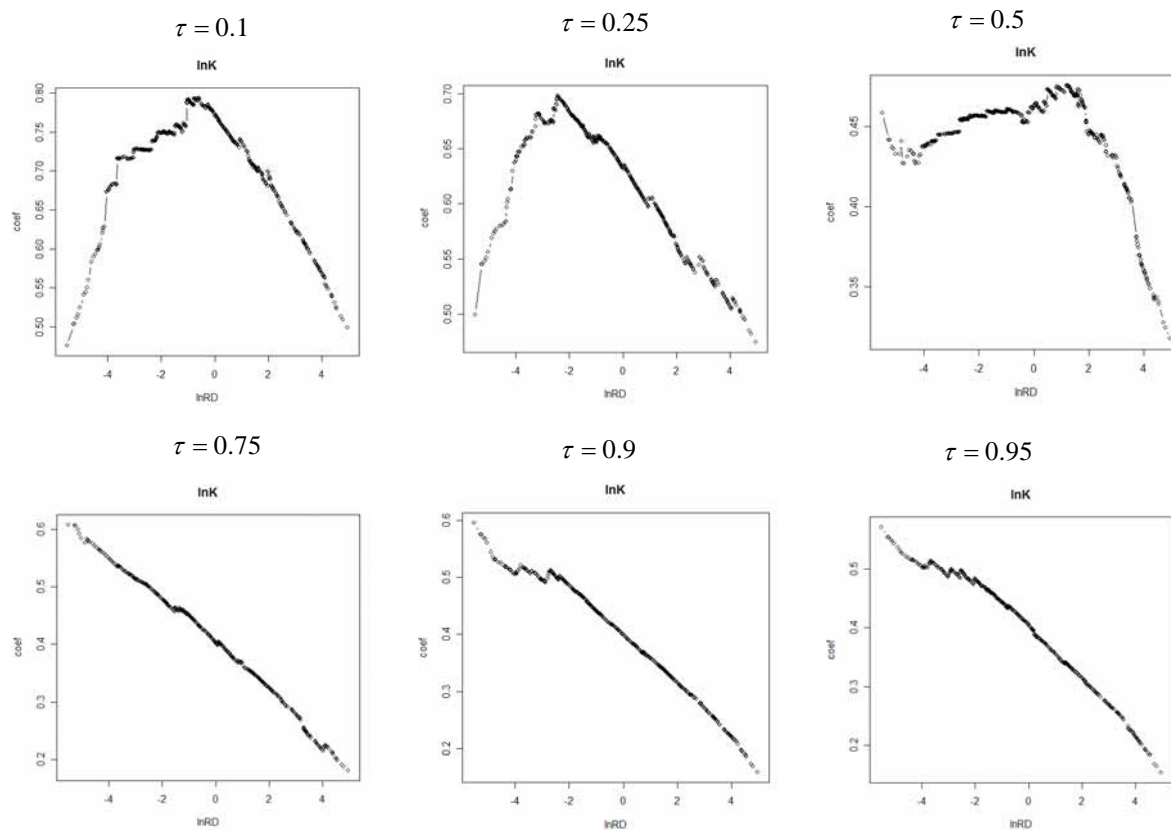 τ = 0.1
τ = 0.25
τ = 0.5
lnK
lnK
lnK
coef
0.50 0.55 0.60 0.65 0.70 0.75 0.80
-4 -2 0 2 4
lnRD
coef
0.50 0.55 0.60 0.65 0.70
-4 -2 0 2 4
lnRD
coef
0.35 0.40 0.45
-4 -2 0 2 4
lnRD
τ = 0.75
τ = 0.9
τ = 0.95
lnK
lnK
lnK
coef
0.2 0.3 0.4 0.5 0.6
-4 -2 0 2 4
lnRD
coef
0.2 0.3 0.4 0.5 0.6
-4 -2 0 2 4
lnRD
coef
0.2 0.3 0.4 0.5
-4 -2 0 2 4
lnRD